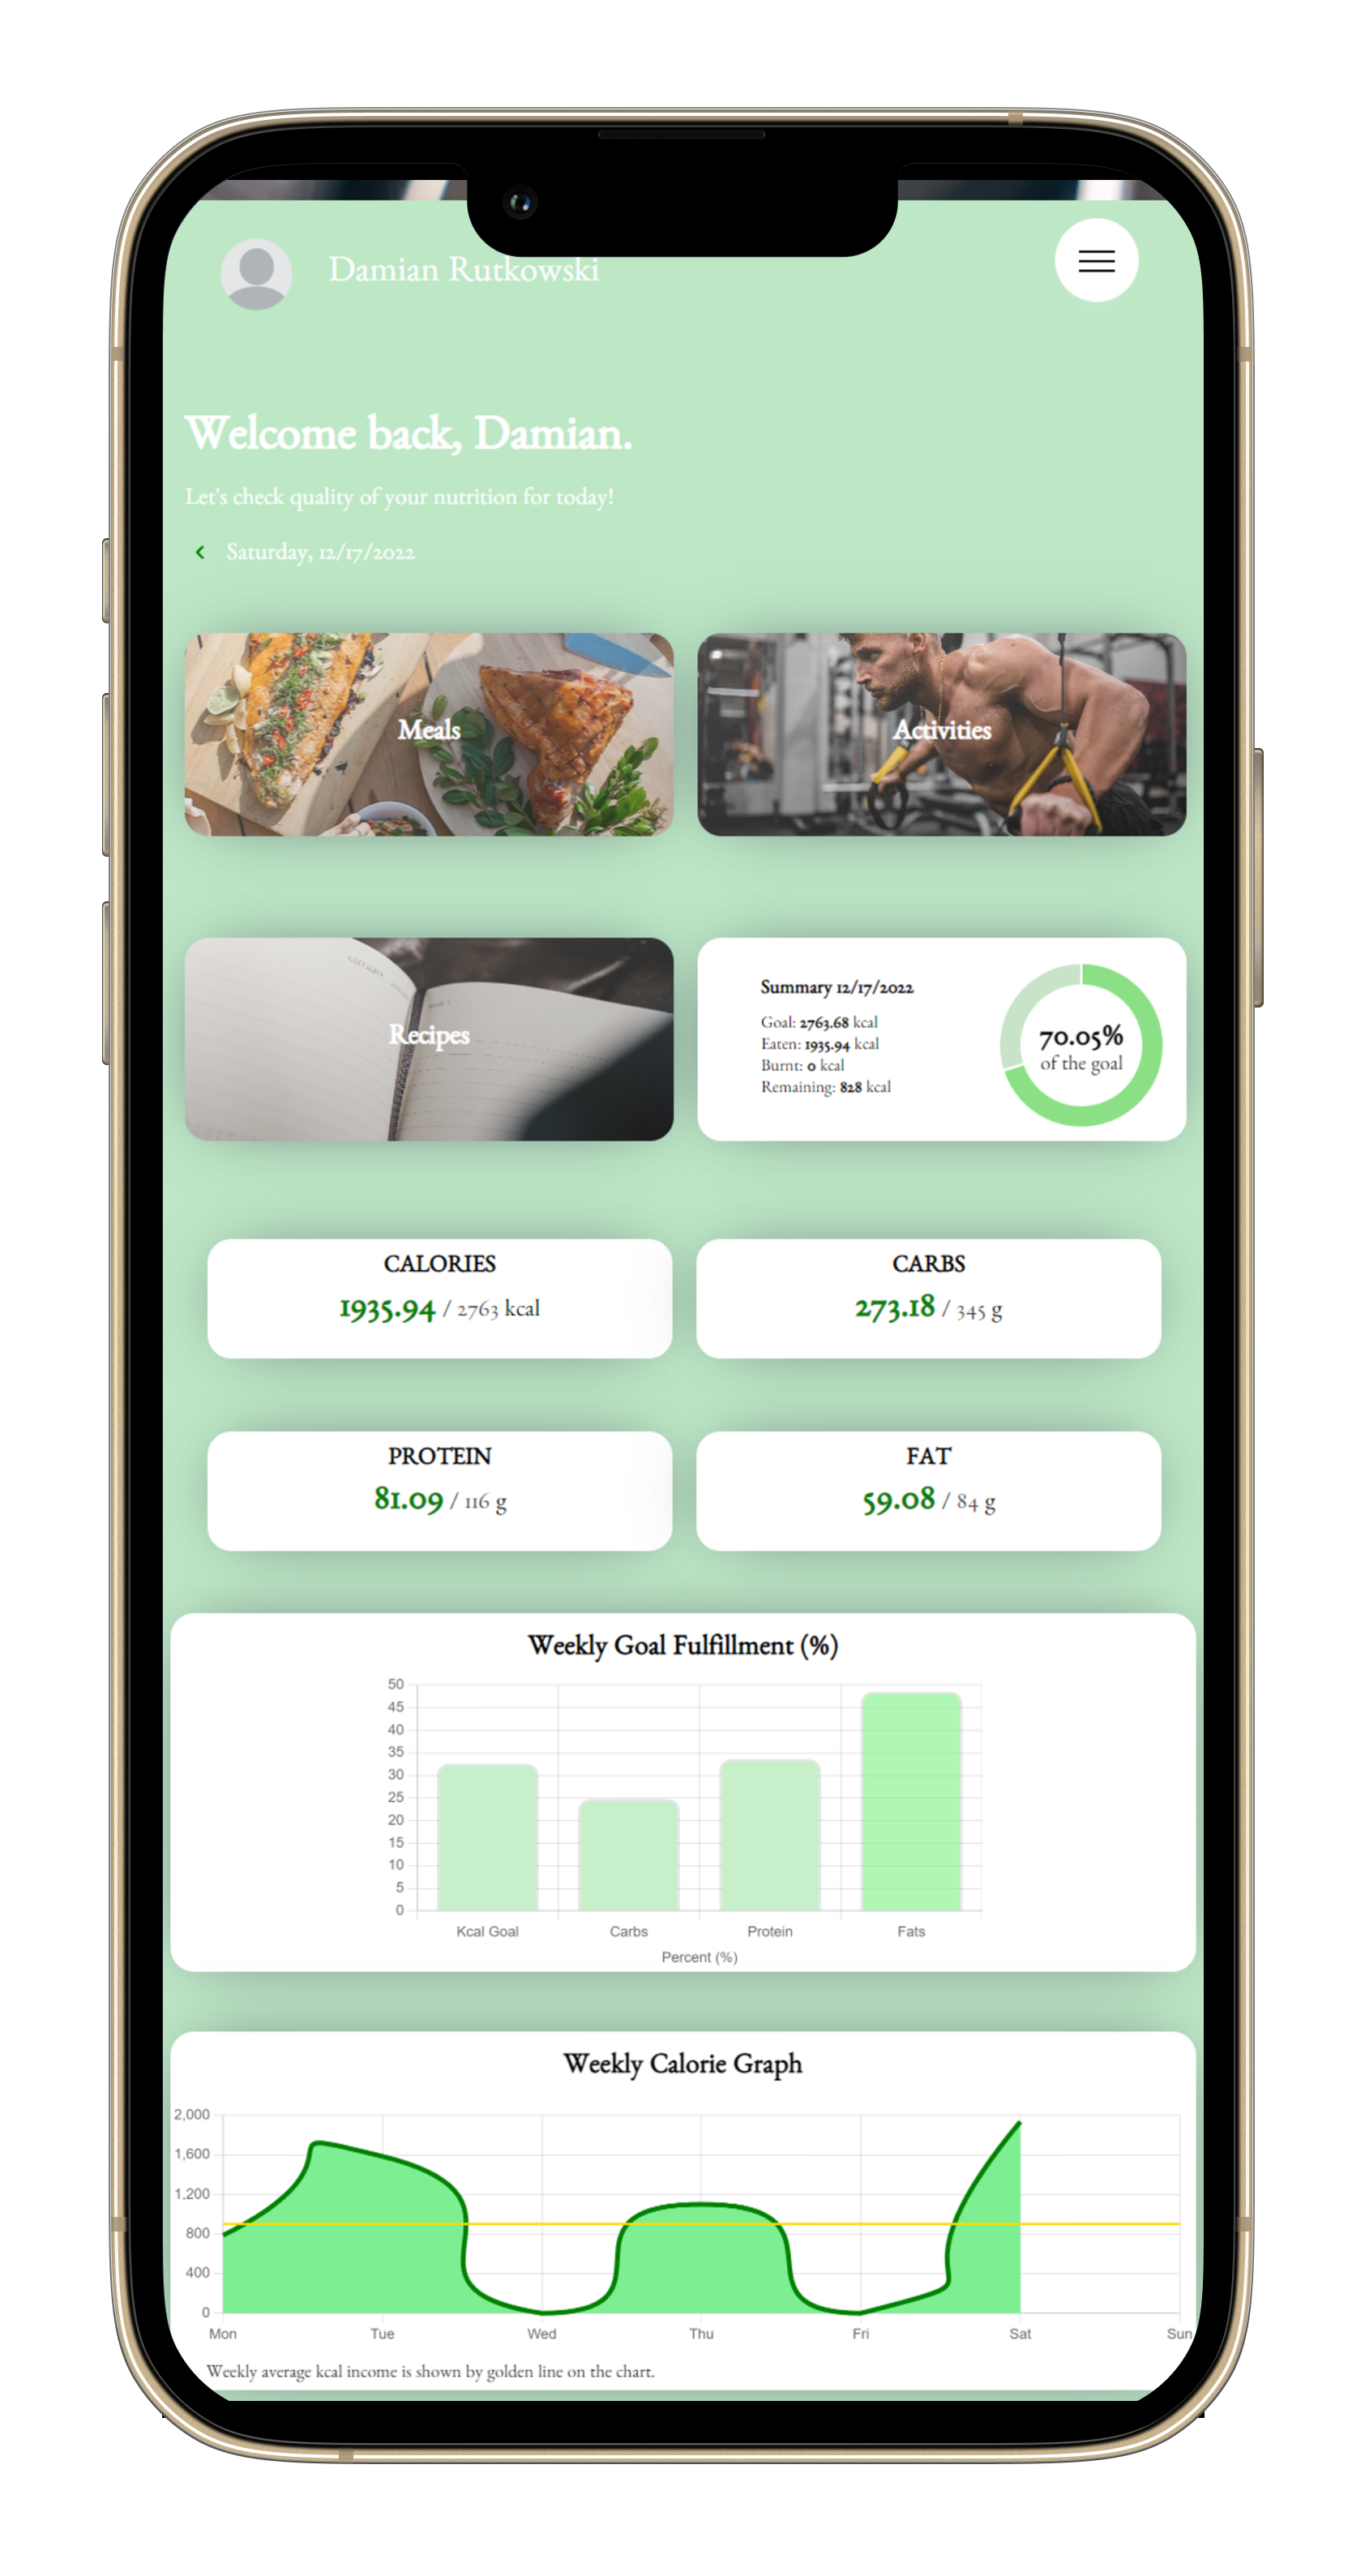 Damian Rutkowski
Welcome back, Damian.
Let's check quality of your nutrition for today!
Saturday, 12/17/2022
Meals
Activities
Recipes
Summary 12/17/2022
Goal: 2763.68 kcal
Eaten: 1935.94 kcal
Burnt: 0 kcal
Remaining: 828 kcal
70.05%
of the goal
CALORIES
1935.94 / 2763 kcal
CARBS
273.18 / 345 g
PROTEIN
81.09 / 116 g
FAT
59.08 / 84 g
Weekly Goal Fulfillment (%)
50
45
40
35
30
25
20
15
10
5
0
Kcal Goal Carbs Protein Fats
Percent (%)
Weekly Calorie Graph
2,000
1,600
1,200
800
400
0
Mon Tue Wed Thu Fri Sat Sun
Weekly average kcal income is shown by golden line on the chart.